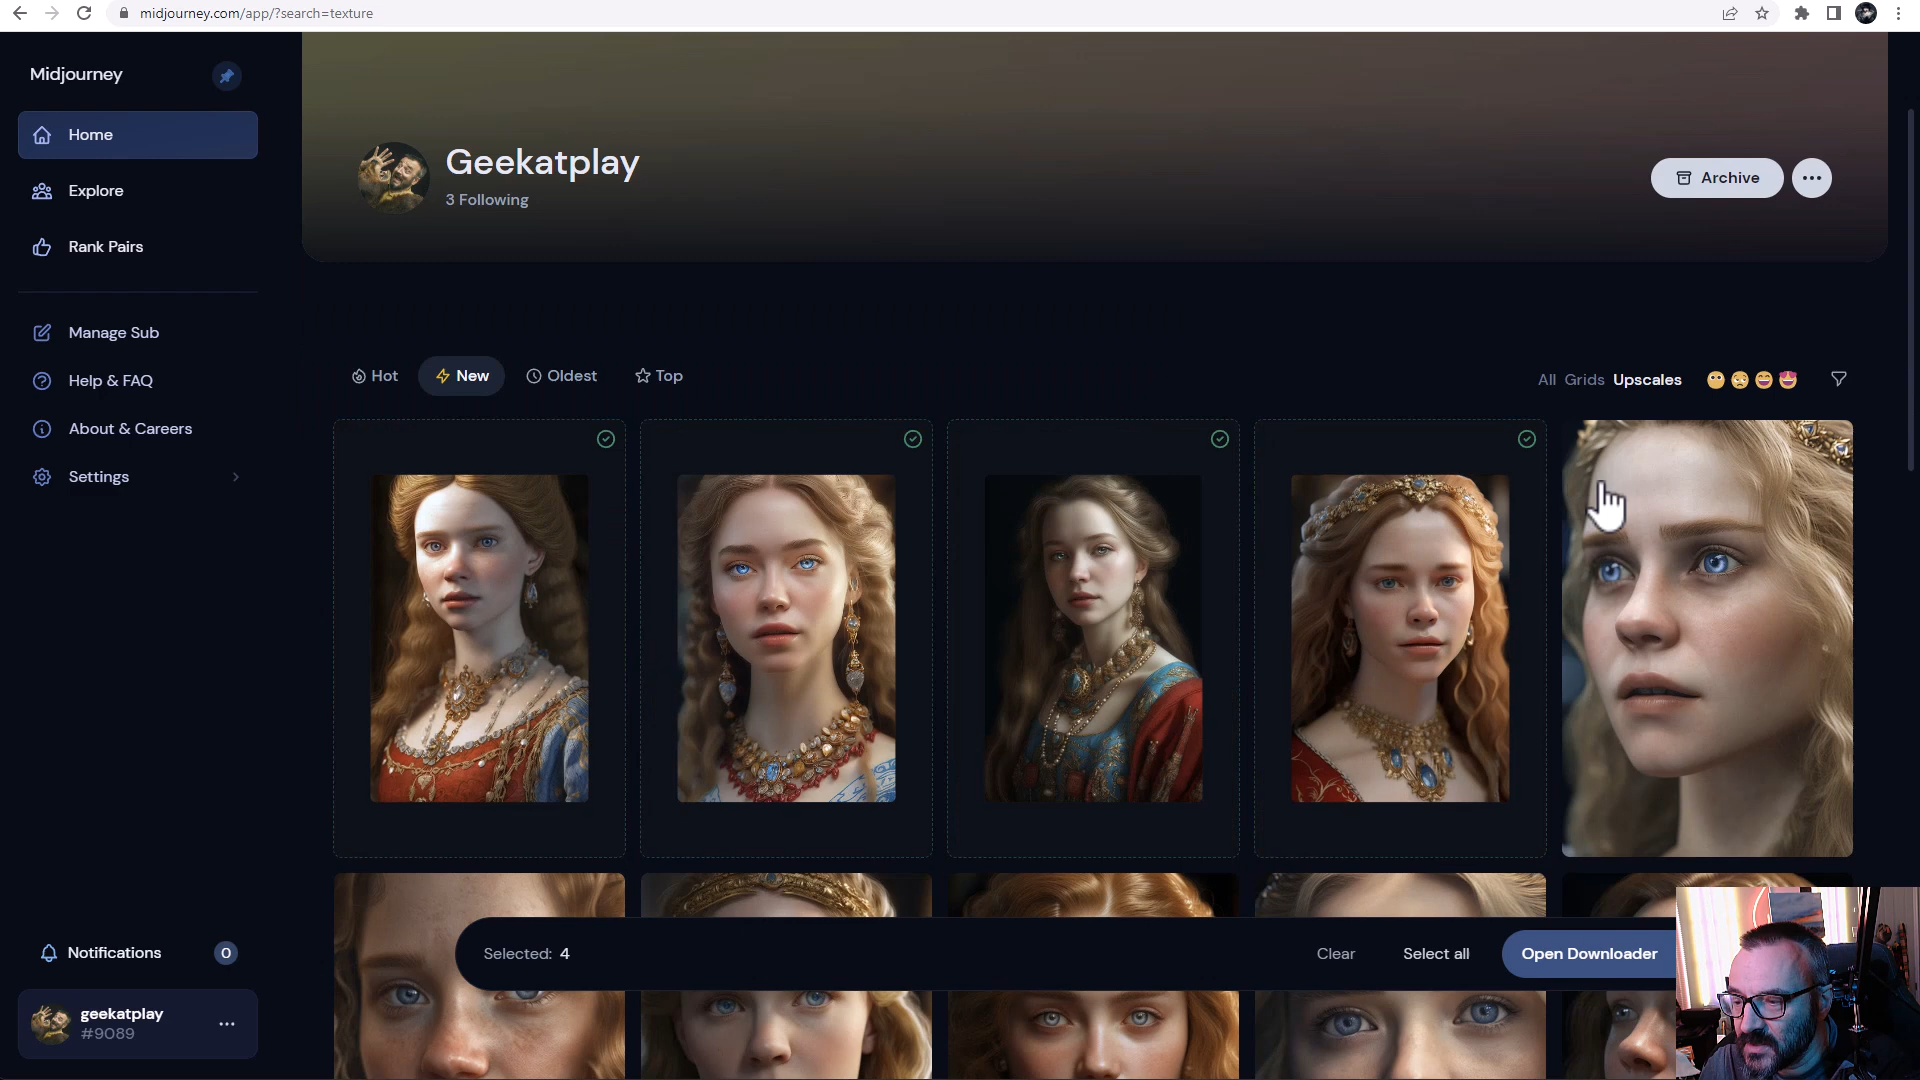 midjourney.com/app/?search=texture
Midjourney
Home
Explore
Rank Pairs
Manage Sub
Help & FAQ
About & Careers
Settings
Notifications
0
geekatplay
#9089
Geekatplay
3 Following
Archive
Hot
New
Oldest
Top
All
Grids
Upscales
Selected: 4
Clear
Select all
Open Downloader